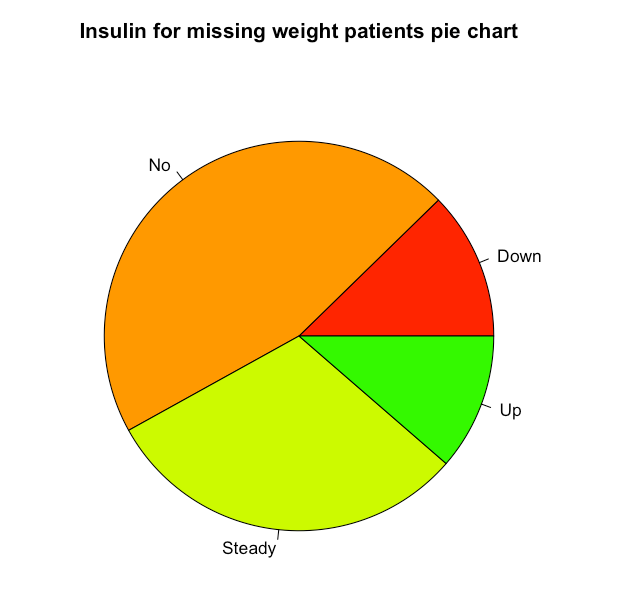 Insulin for missing weight patients pie chart
No
Down
Up
Steady